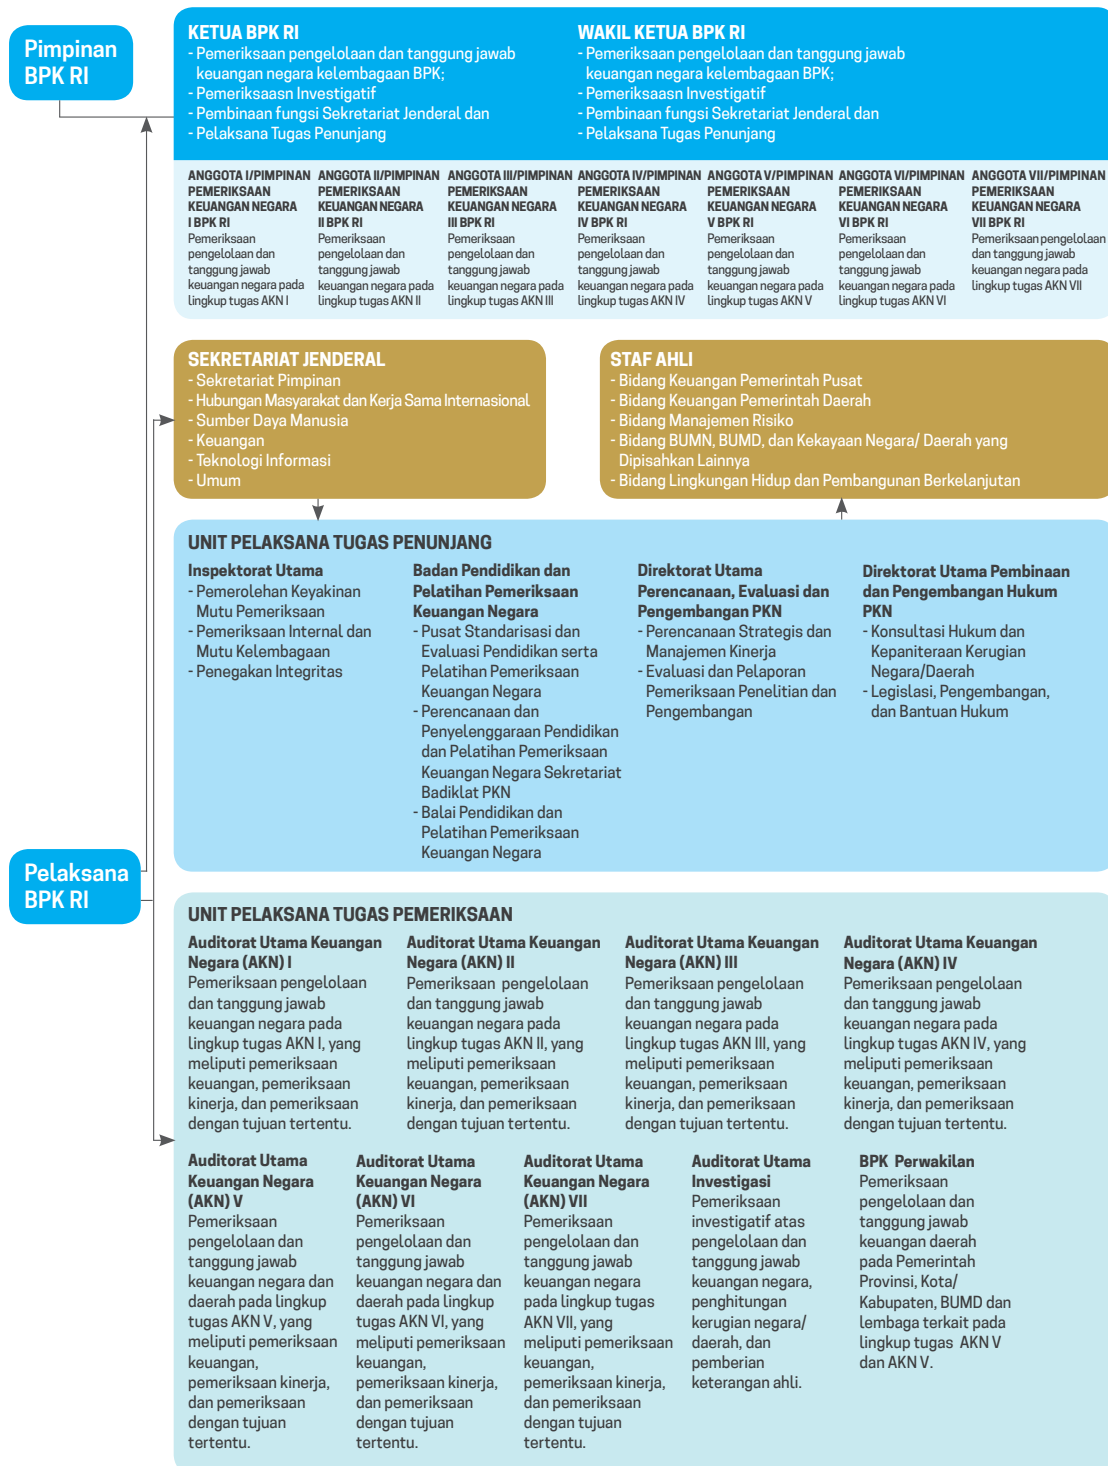 Pimpinan
BPK RI
KETUA BPK RI
- Pemeriksaan pengelolaan dan tanggung jawab
keuangan negara kelembagaan BPK;
- Pemeriksaasn Investigatif
- Pembinaan fungsi Sekretariat Jenderal dan
- Pelaksana Tugas Penunjang
WAKIL KETUA BPK RI
- Pemeriksaan pengelolaan dan tanggung jawab
keuangan negara kelembagaan BPK;
- Pemeriksaasn Investigatif
- Pembinaan fungsi Sekretariat Jenderal dan
- Pelaksana Tugas Penunjang
ANGGOTA I/PIMPINAN
PEMERIKSAAN
KEUANGAN NEGARA
I BPK RI
Pemeriksaan
pengelolaan dan
tanggung jawab
keuangan negara pada
lingkup tugas AKN I
ANGGOTA II/PIMPINAN
PEMERIKSAAN
KEUANGAN NEGARA
II BPK RI
Pemeriksaan
pengelolaan dan
tanggung jawab
keuangan negara pada
lingkup tugas AKN II
ANGGOTA III/PIMPINAN
PEMERIKSAAN
KEUANGAN NEGARA
III BPK RI
Pemeriksaan
pengelolaan dan
tanggung jawab
keuangan negara pada
lingkup tugas AKN III
ANGGOTA IV/PIMPINAN
PEMERIKSAAN
KEUANGAN NEGARA
IV BPK RI
Pemeriksaan
pengelolaan dan
tanggung jawab
keuangan negara pada
lingkup tugas AKN IV
ANGGOTA V/PIMPINAN
PEMERIKSAAN
KEUANGAN NEGARA
V BPK RI
Pemeriksaan
pengelolaan dan
tanggung jawab
keuangan negara pada
lingkup tugas AKN V
ANGGOTA VI/PIMPINAN
PEMERIKSAAN
KEUANGAN NEGARA
VI BPK RI
Pemeriksaan
pengelolaan dan
tanggung jawab
keuangan negara pada
lingkup tugas AKN VI
ANGGOTA VII/PIMPINAN
PEMERIKSAAN
KEUANGAN NEGARA
VII BPK RI
Pemeriksaan pengelolaan
dan tanggung jawab
keuangan negara pada
lingkup tugas AKN VII
SEKRETARIAT JENDERAL
- Sekretariat Pimpinan
- Hubungan Masyarakat dan Kerja Sama Internasional
- Sumber Daya Manusia
- Keuangan
- Teknologi Informasi
- Umum
STAF AHLI
- Bidang Keuangan Pemerintah Pusat
- Bidang Keuangan Pemerintah Daerah
- Bidang Manajemen Risiko
- Bidang BUMN, BUMD, dan Kekayaan Negara/ Daerah yang
Dipisahkan Lainnya
- Bidang Lingkungan Hidup dan Pembangunan Berkelanjutan
UNIT PELAKSANA TUGAS PENUNJANG
Inspektorat Utama
- Pemerolehan Keyakinan
Mutu Pemeriksaan
- Pemeriksaan Internal dan
Mutu Kelembagaan
- Penegakan Integritas
Badan Pendidikan dan
Pelatihan Pemeriksaan
Keuangan Negara
- Pusat Standarisasi dan
Evaluasi Pendidikan serta
Pelatihan Pemeriksaan
Keuangan Negara
- Perencanaan dan
Penyelenggaraan Pendidikan
dan Pelatihan Pemeriksaan
Keuangan Negara Sekretariat
Badiklat PKN
- Balai Pendidikan dan
Pelatihan Pemeriksaan
Keuangan Negara
Direktorat Utama
Perencanaan, Evaluasi dan
Pengembangan PKN
- Perencanaan Strategis dan
Manajemen Kinerja
- Evaluasi dan Pelaporan
Pemeriksaan Penelitian dan
Pengembangan
Direktorat Utama Pembinaan
dan Pengembangan Hukum
PKN
- Konsultasi Hukum dan
Kepaniteraan Kerugian
Negara/Daerah
- Legislasi, Pengembangan,
dan Bantuan Hukum
Pelaksana
BPK RI
UNIT PELAKSANA TUGAS PEMERIKSAAN
Auditorat Utama Keuangan
Negara (AKN) I
Pemeriksaan pengelolaan
dan tanggung jawab
keuangan negara pada
lingkup tugas AKN I, yang
meliputi pemeriksaan
keuangan, pemeriksaan
kinerja, dan pemeriksaan
dengan tujuan tertentu.
Auditorat Utama Keuangan
Negara (AKN) II
Pemeriksaan pengelolaan
dan tanggung jawab
keuangan negara pada
lingkup tugas AKN II, yang
meliputi pemeriksaan
keuangan, pemeriksaan
kinerja, dan pemeriksaan
dengan tujuan tertentu.
Auditorat Utama Keuangan
Negara (AKN) III
Pemeriksaan pengelolaan
dan tanggung jawab
keuangan negara pada
lingkup tugas AKN III, yang
meliputi pemeriksaan
keuangan, pemeriksaan
kinerja, dan pemeriksaan
dengan tujuan tertentu.
Auditorat Utama Keuangan
Negara (AKN) IV
Pemeriksaan pengelolaan
dan tanggung jawab
keuangan negara pada
lingkup tugas AKN IV, yang
meliputi pemeriksaan
keuangan, pemeriksaan
kinerja, dan pemeriksaan
dengan tujuan tertentu.
Auditorat Utama
Keuangan Negara
(AKN) V
Pemeriksaan
pengelolaan dan
tanggung jawab
keuangan negara dan
daerah pada lingkup
tugas AKN V, yang
meliputi pemeriksaan
keuangan,
pemeriksaan kinerja,
dan pemeriksaan
dengan tujuan
tertentu.
Auditorat Utama
Keuangan Negara
(AKN) VI
Pemeriksaan
pengelolaan dan
tanggung jawab
keuangan negara dan
daerah pada lingkup
tugas AKN VI, yang
meliputi pemeriksaan
keuangan,
pemeriksaan kinerja,
dan pemeriksaan
dengan tujuan
tertentu.
Auditorat Utama
Keuangan Negara
(AKN) VII
Pemeriksaan
pengelolaan dan
tanggung jawab
keuangan negara
pada lingkup tugas
AKN VII, yang
meliputi pemeriksaan
keuangan,
pemeriksaan kinerja,
dan pemeriksaan
dengan tujuan
tertentu.
Auditorat Utama
Investigasi
Pemeriksaan
investigatif atas
pengelolaan dan
tanggung jawab
keuangan negara,
penghitungan
kerugian negara/
daerah, dan
pemberian
keterangan ahli.
BPK Perwakilan
Pemeriksaan
pengelolaan dan
tanggung jawab
keuangan daerah
pada Pemerintah
Provinsi, Kota/
Kabupaten, BUMD dan
lembaga terkait pada
lingkup tugas AKN V
dan AKN V.